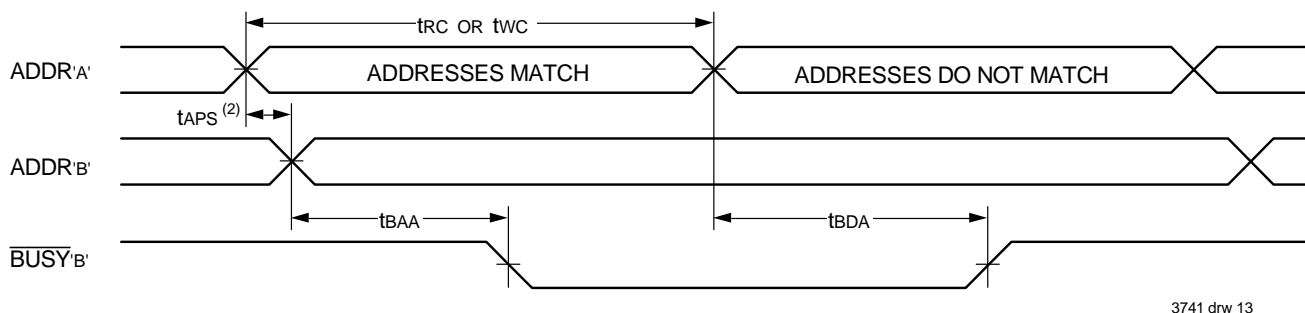 tRC OR tWC
ADDR'A'
ADDRESSES MATCH
ADDRESSES DO NOT MATCH
tAPS (2)
ADDR'B'
tBAA
tBDA
BUSY'B'
3741 drw 13